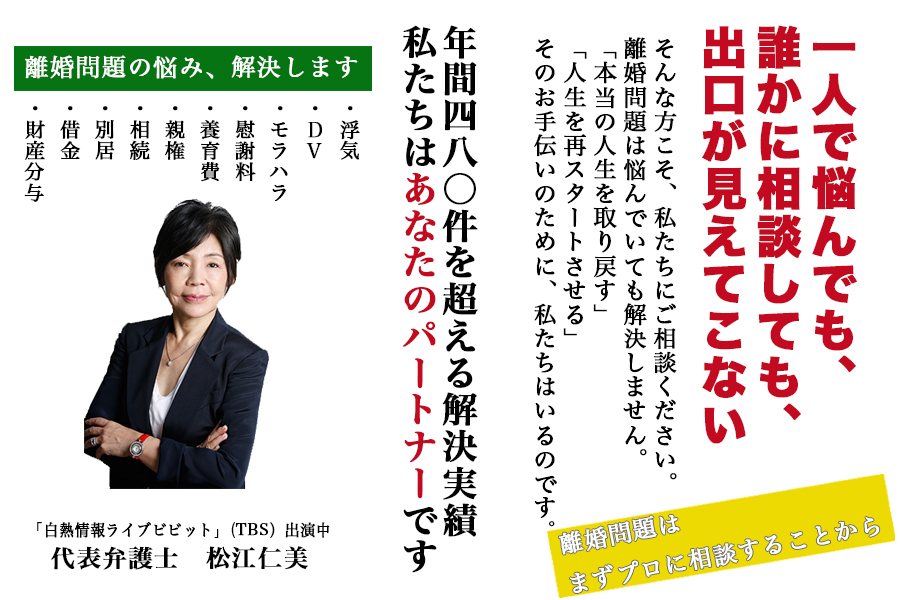 一人で悩んでも、
誰かに相談しても、
出口が見えてこない
そんな方こそ、私たちにご相談ください。
離婚問題は悩んでいても解決しません。
「本当の人生を取り戻す」
「人生を再スタートさせる」
そのお手伝いのために、私たちはいるのです。
離婚問題は
まずプロに相談することから
年間四八〇件を超える解決実績
私たちはあなたのパートナーです
離婚問題の悩み、解決します
・浮気
・DV
・モラハラ
・慰謝料
・養育費
・親権
・相続
・別居
・借金
・財産分与
「白熱情報ライブビビット」(TBS) 出演中
代表弁護士 松江仁美